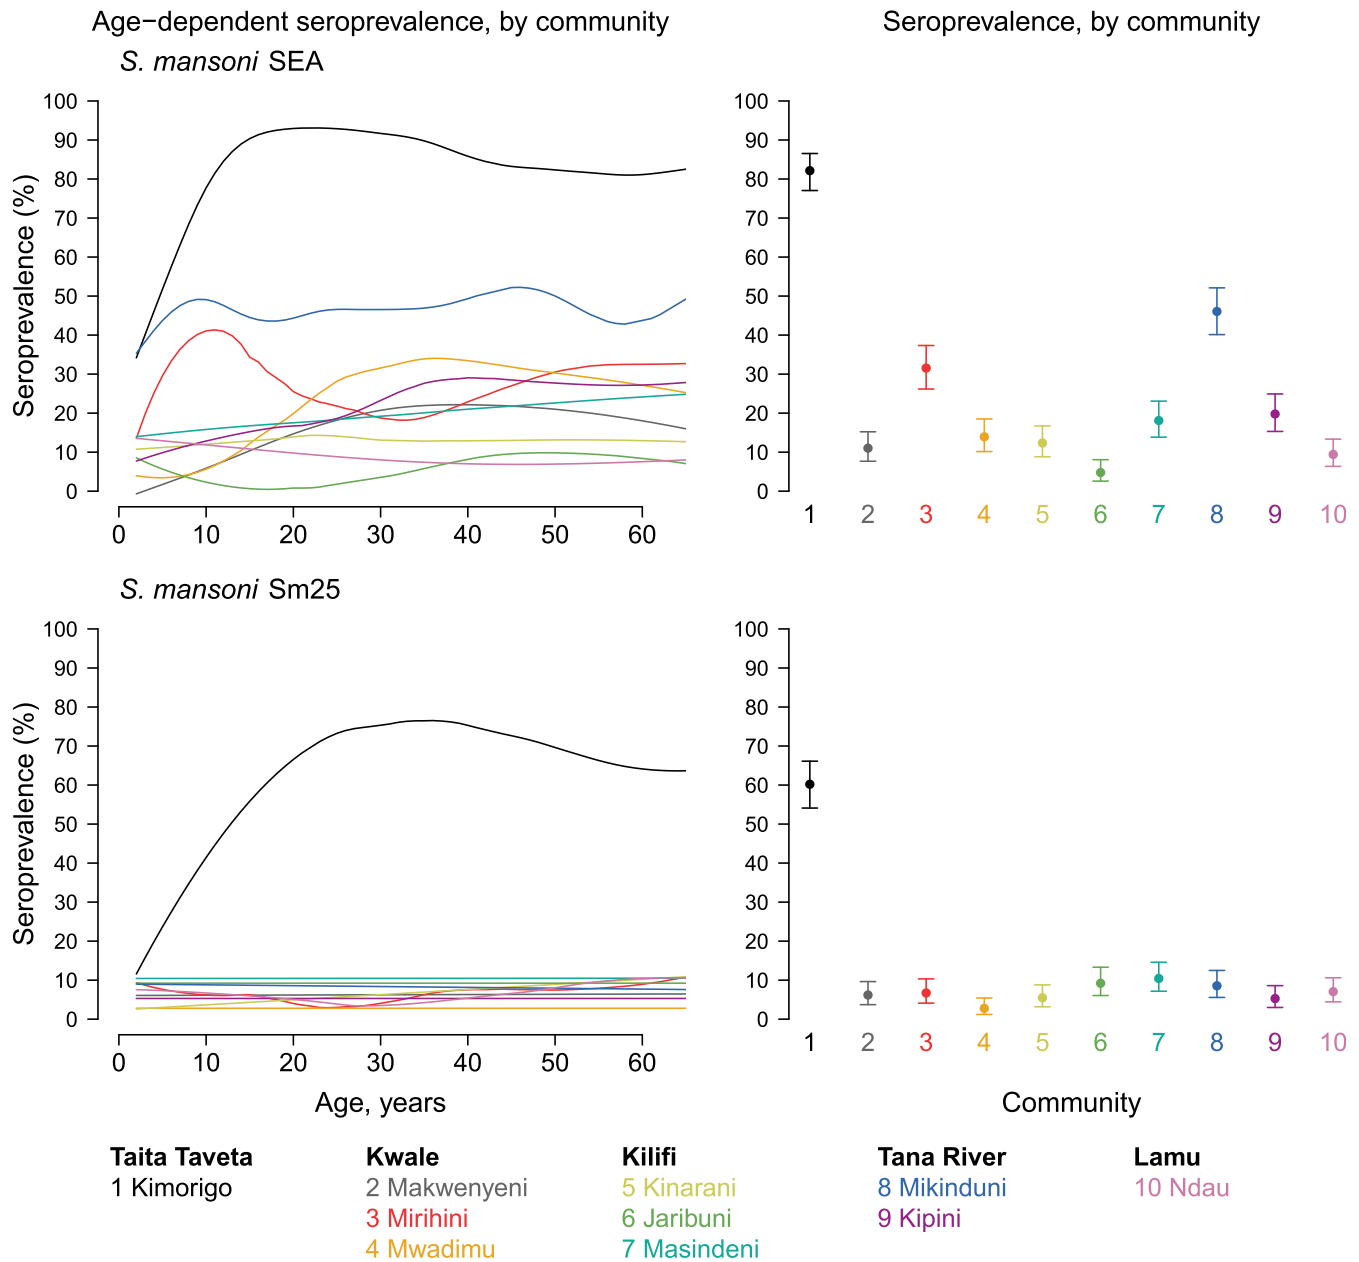 Age−dependent seroprevalence, by community
Seroprevalence, by community
S. mansoni SEA
Seroprevalence (%)
100
90
80
70
60
50
40
30
20
10
0
0 10 20 30 40 50 60
100
90
80
70
60
50
40
30
20
10
0
1 2 3 4 5 6 7 8 9 10
S. mansoni Sm25
Seroprevalence (%)
100
90
80
70
60
50
40
30
20
10
0
0 10 20 30 40 50 60
Age, years
100
90
80
70
60
50
40
30
20
10
0
1 2 3 4 5 6 7 8 9 10
Community
Taita Taveta
1 Kimorigo
Kwale
2 Makwenyeni
3 Mirihini
4 Mwadimu
Kilifi
5 Kinarani
6 Jaribuni
7 Masindeni
Tana River
8 Mikinduni
9 Kipini
Lamu
10 Ndau